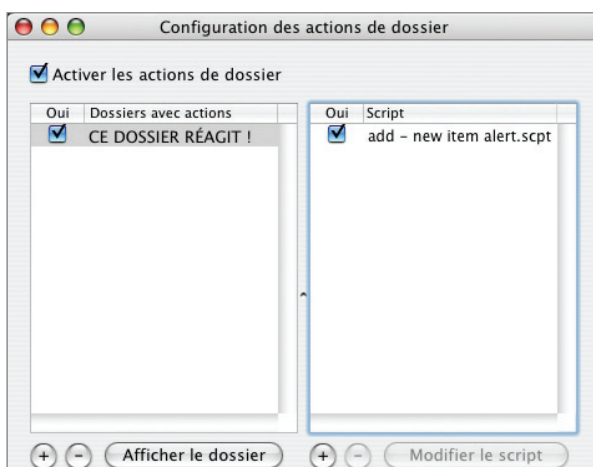 Configuration des actions de dossier
Activer les actions de dossier
Oui Dossiers avec actions
CE DOSSIER RÉAGIT !
Oui Script
add – new item alert.scpt
+ - Afficher le dossier + - Modifier le script